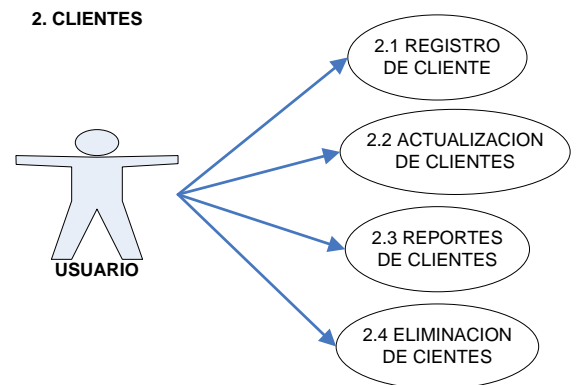 2. CLIENTES
2.1 REGISTRO
DE CLIENTE
2.2 ACTUALIZACION
DE CLIENTES
2.3 REPORTES
DE CLIENTES
USUARIO
2.4 ELIMINACION
DE CIENTES